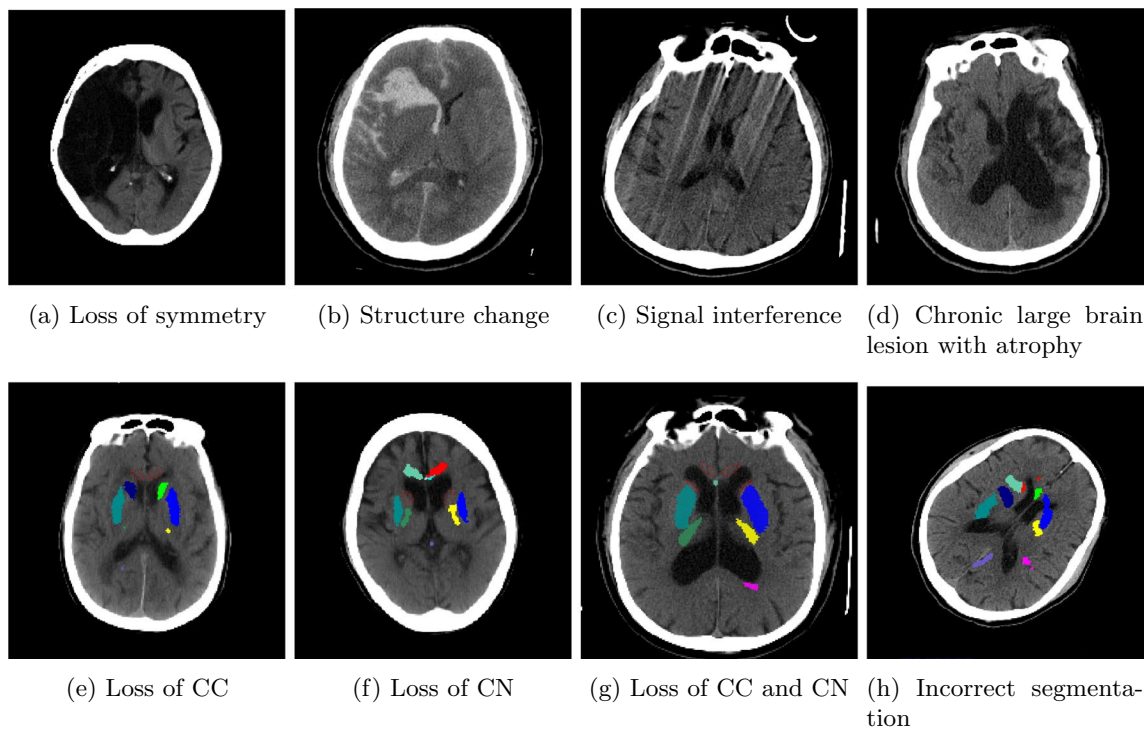 (a) Loss of symmetry
(b) Structure change
(c) Signal interference
(d) Chronic large brain
lesion with atrophy
(e) Loss of CC
(f) Loss of CN
(g) Loss of CC and CN
(h) Incorrect segmenta-
tion